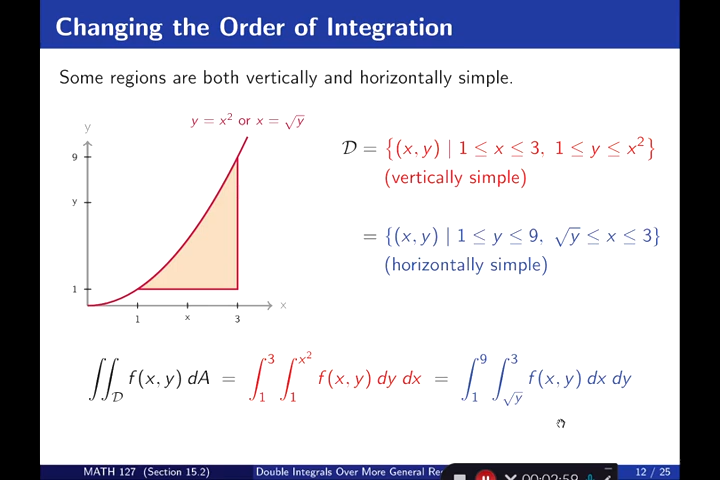 Changing the Order of Integration
Some regions are both vertically and horizontally simple.
y = x² or x = √y
y
9
y
1
1
x
3
x
𝒟 = {(x, y) | 1 ≤ x ≤ 3, 1 ≤ y ≤ x²}
(vertically simple)
= {(x, y) | 1 ≤ y ≤ 9, √y ≤ x ≤ 3}
(horizontally simple)
∬_𝒟 f(x, y) dA = ∫₁³ ∫₁^{x²} f(x, y) dy dx = ∫₁⁹ ∫_{√y}³ f(x, y) dx dy
MATH 127 (Section 15.2)
Double Integrals Over More General
12 / 25
00:02:59